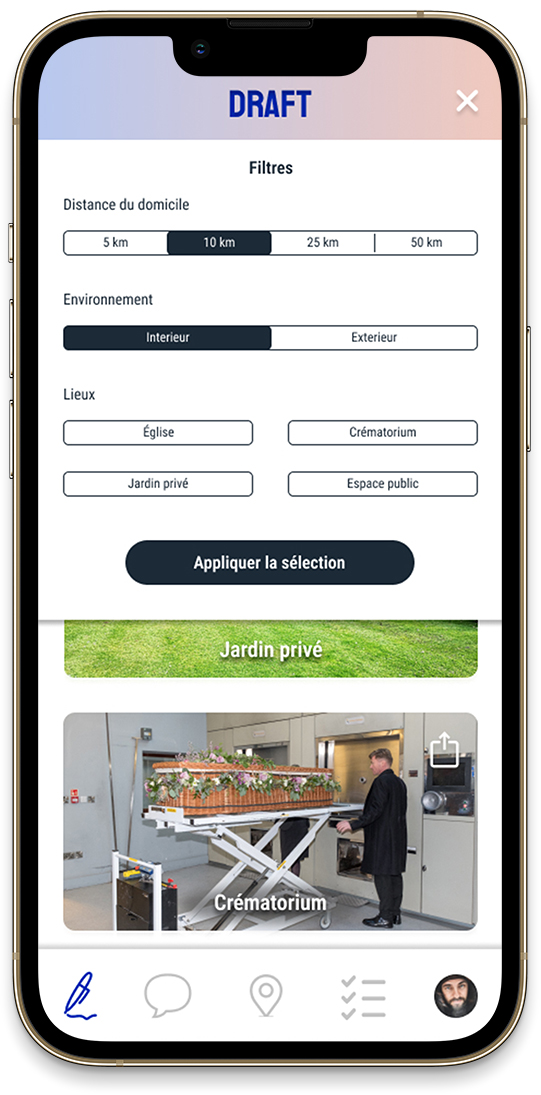 DRAFT
Filtres
Distance du domicile
5 km 10 km 25 km 50 km
Environnement
Interieur Exterieur
Lieux
Église Crématorium
Jardin privé Espace public
Appliquer la sélection
Jardin privé
Crématorium